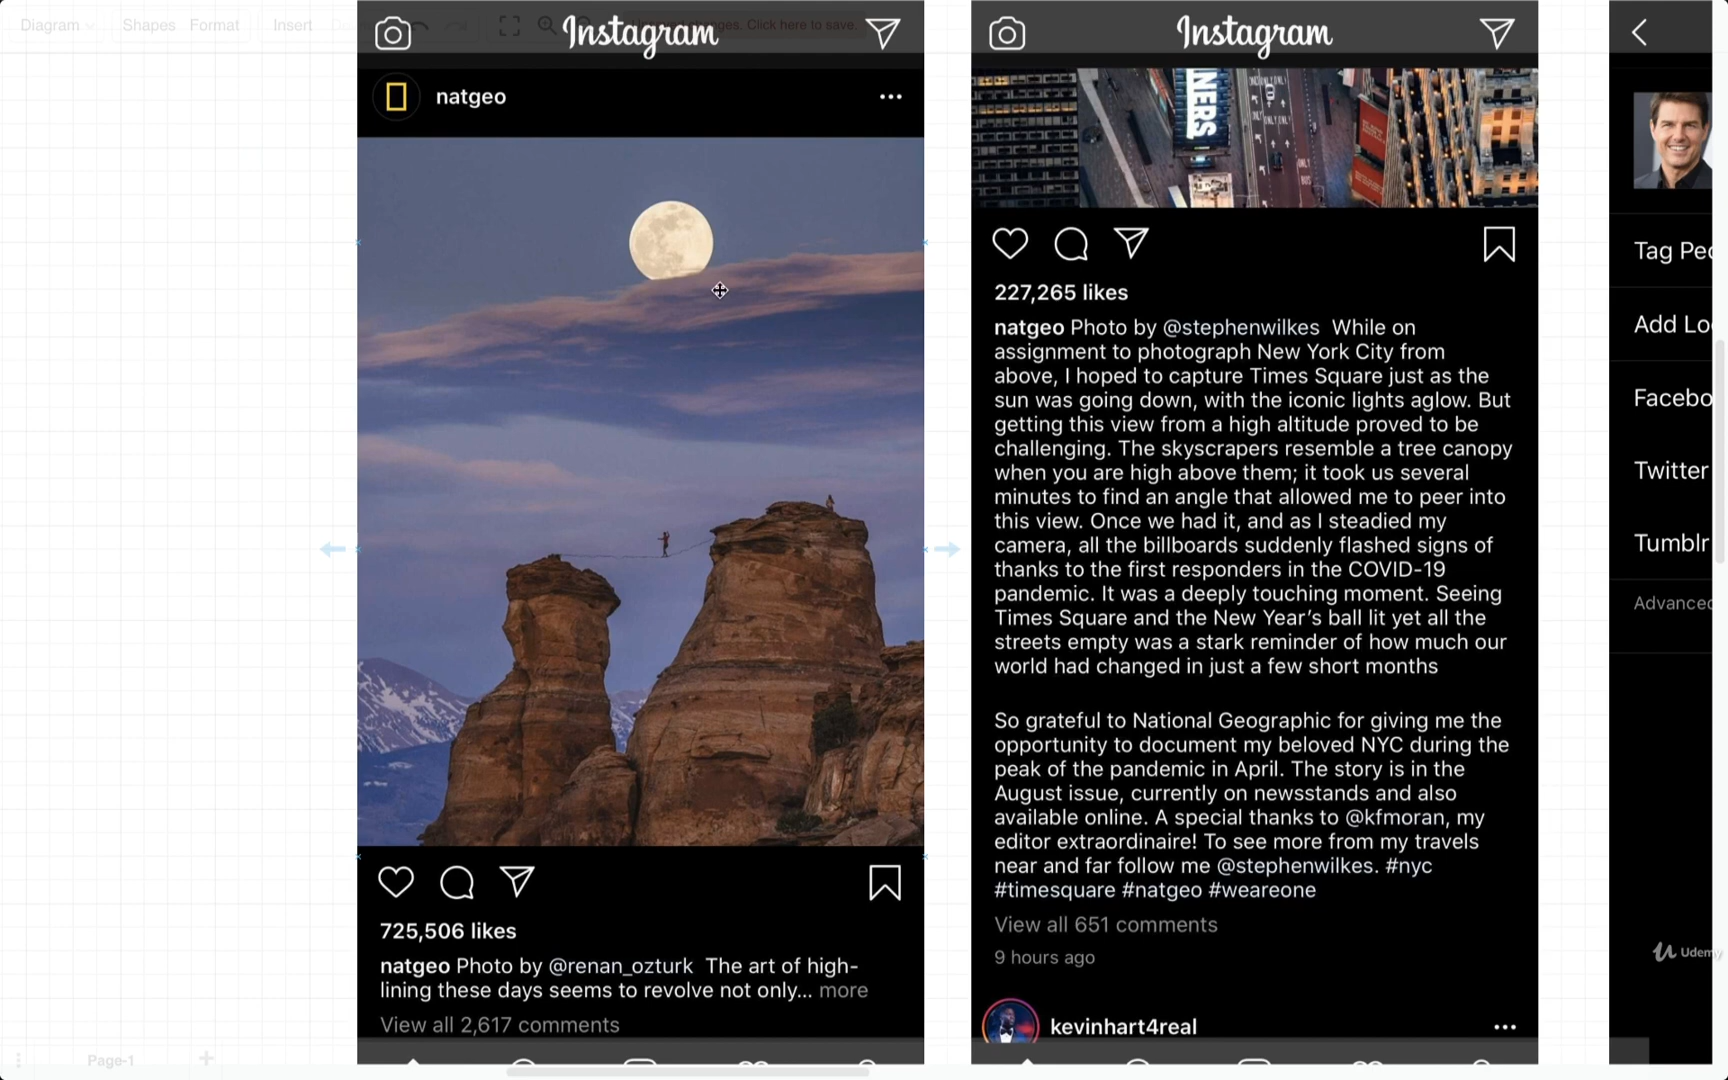 Diagram
Shapes
Format
Insert
Unsaved changes. Click here to save.
Instagram
natgeo
725,506 likes
natgeo Photo by @renan_ozturk The art of high-
lining these days seems to revolve not only... more
View all 2,617 comments
Instagram
NERS
ONLY
227,265 likes
natgeo Photo by @stephenwilkes While on
assignment to photograph New York City from
above, I hoped to capture Times Square just as the
sun was going down, with the iconic lights aglow. But
getting this view from a high altitude proved to be
challenging. The skyscrapers resemble a tree canopy
when you are high above them; it took us several
minutes to find an angle that allowed me to peer into
this view. Once we had it, and as I steadied my
camera, all the billboards suddenly flashed signs of
thanks to the first responders in the COVID-19
pandemic. It was a deeply touching moment. Seeing
Times Square and the New Year’s ball lit yet all the
streets empty was a stark reminder of how much our
world had changed in just a few short months
So grateful to National Geographic for giving me the
opportunity to document my beloved NYC during the
peak of the pandemic in April. The story is in the
August issue, currently on newsstands and also
available online. A special thanks to @kfmoran, my
editor extraordinaire! To see more from my travels
near and far follow me @stephenwilkes. #nyc
#timesquare #natgeo #weareone
View all 651 comments
9 hours ago
kevinhart4real
Tag Peo
Add Lo
Facebo
Twitter
Tumblr
Advanced
Udemy
Page-1